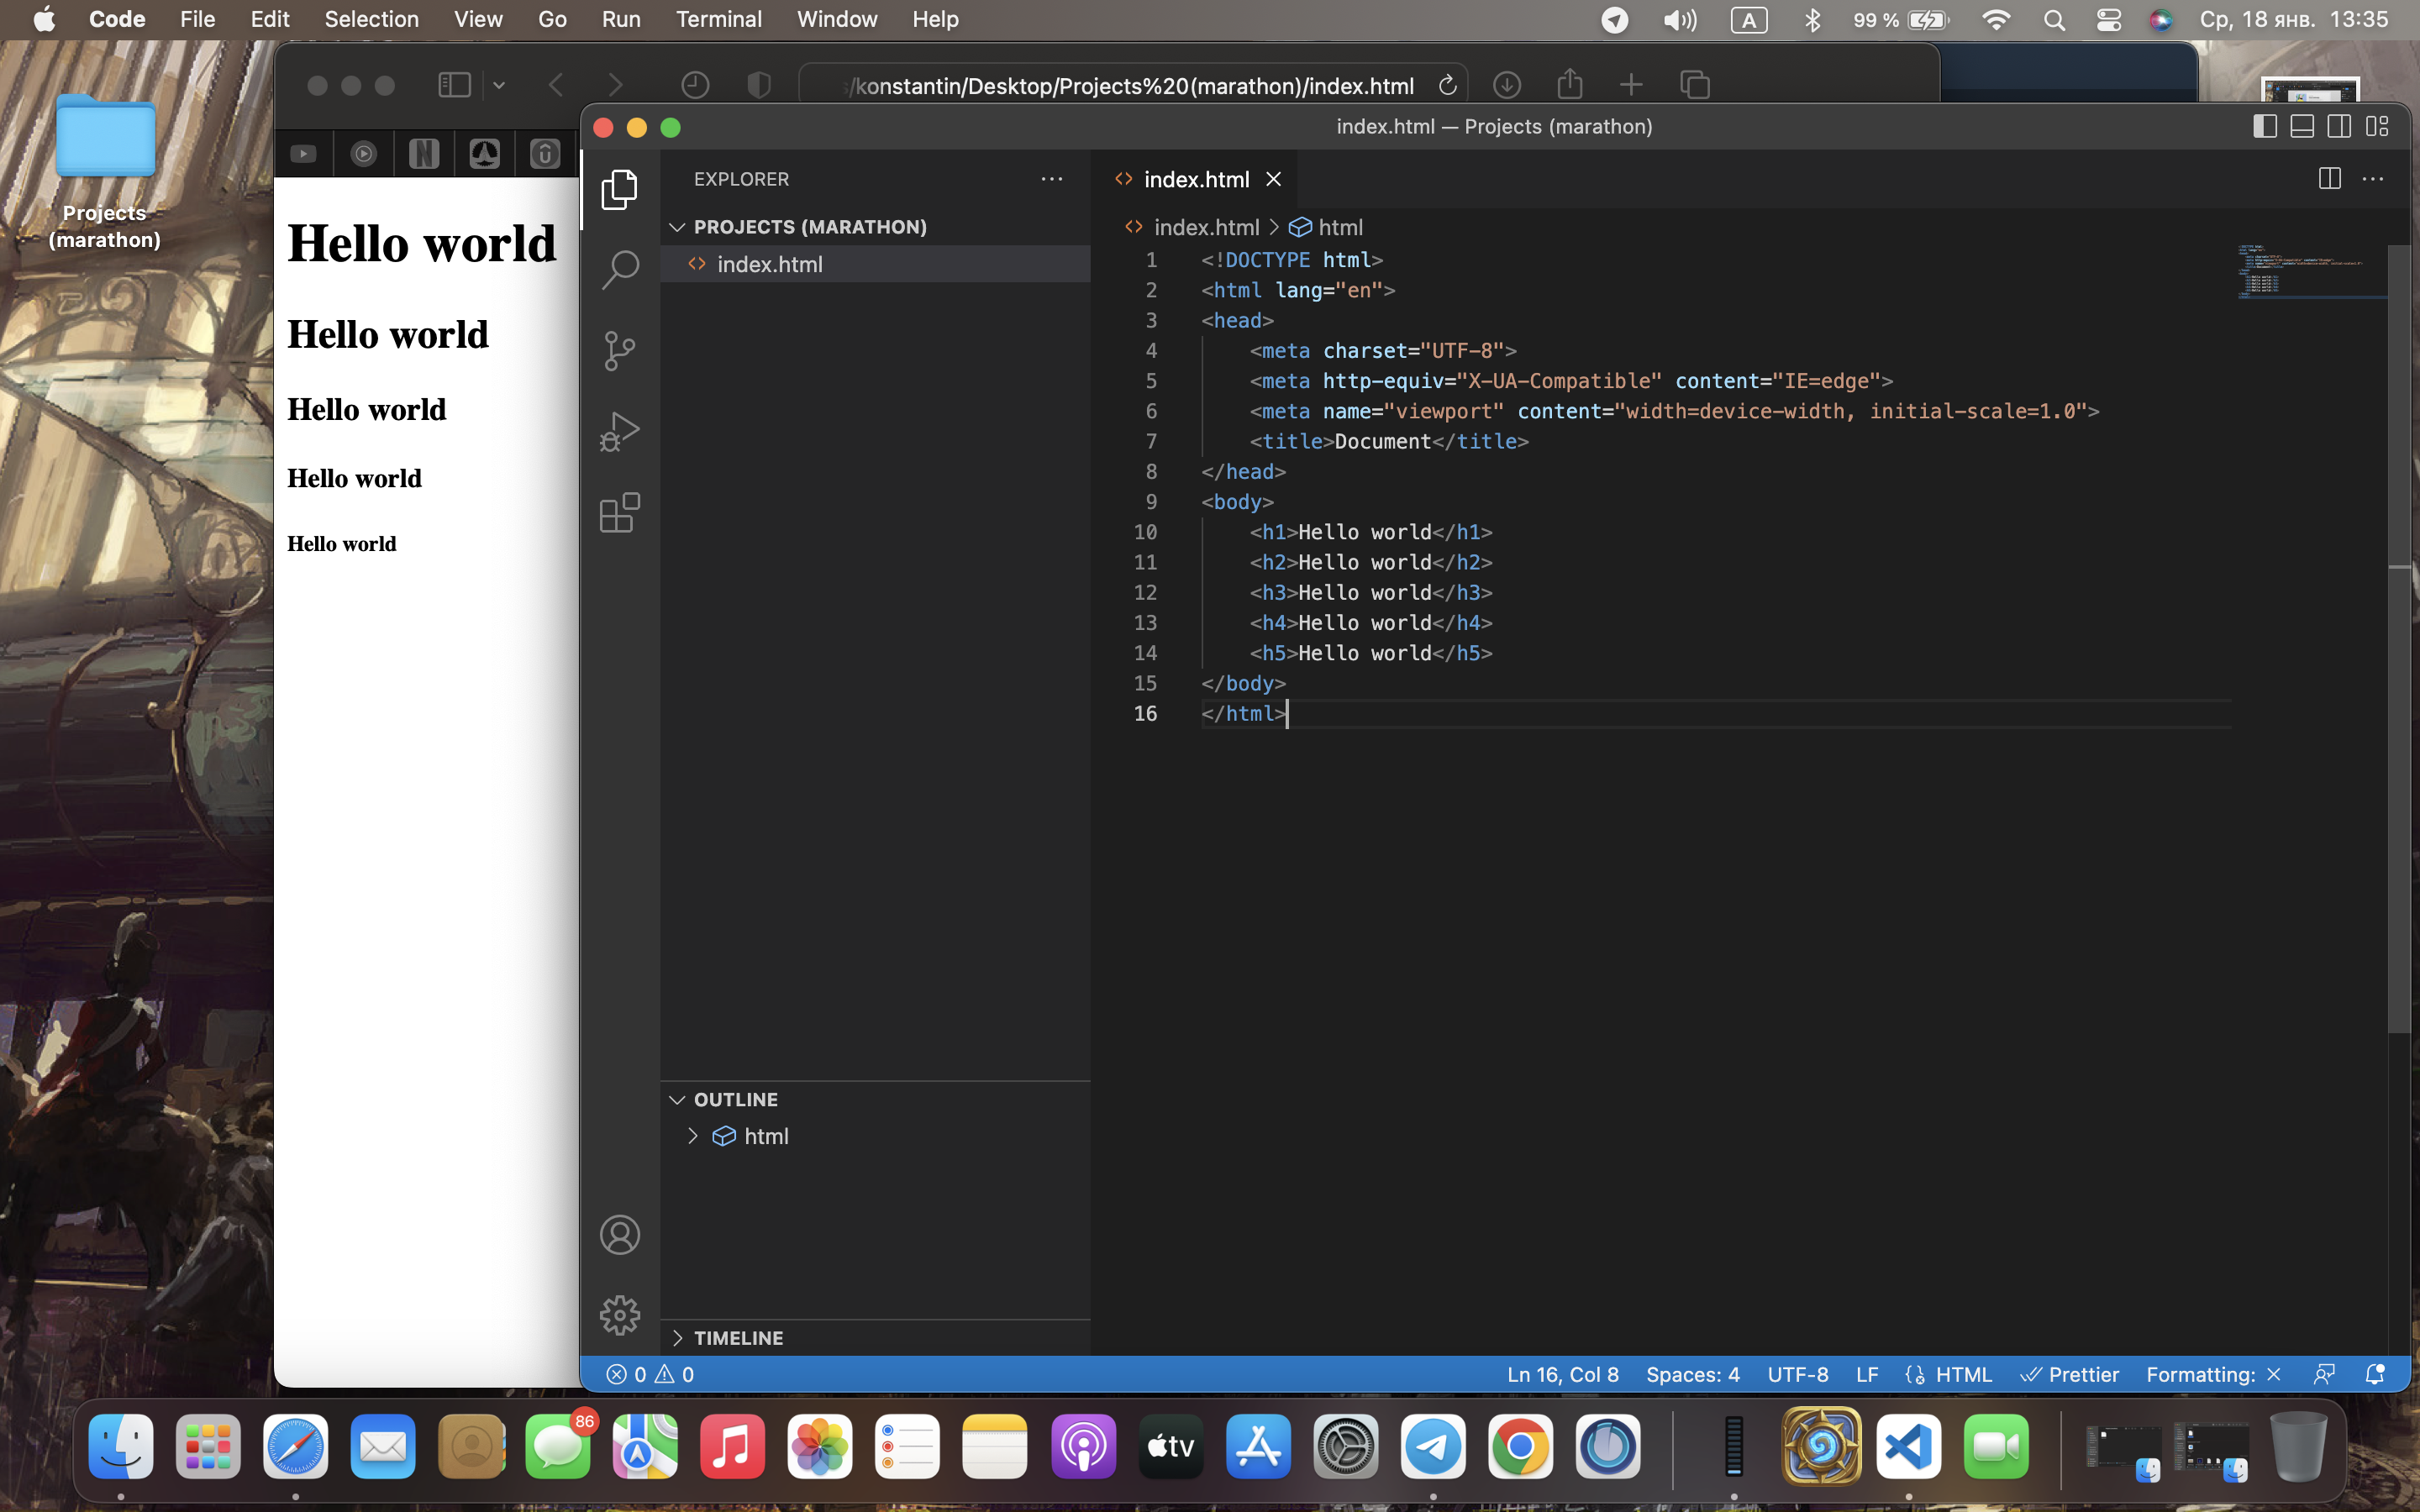 Code File Edit Selection View Go Run Terminal Window Help
A 99 % Ср, 18 янв. 13:35
Projects
(marathon)
/konstantin/Desktop/Projects%20(marathon)/index.html
Hello world
Hello world
Hello world
Hello world
Hello world
index.html — Projects (marathon)
EXPLORER
PROJECTS (MARATHON)
index.html
OUTLINE
html
TIMELINE
index.html
index.html > html
1 <!DOCTYPE html>
2 <html lang="en">
3 <head>
4 <meta charset="UTF-8">
5 <meta http-equiv="X-UA-Compatible" content="IE=edge">
6 <meta name="viewport" content="width=device-width, initial-scale=1.0">
7 <title>Document</title>
8 </head>
9 <body>
10 <h1>Hello world</h1>
11 <h2>Hello world</h2>
12 <h3>Hello world</h3>
13 <h4>Hello world</h4>
14 <h5>Hello world</h5>
15 </body>
16 </html>
0 0 Ln 16, Col 8 Spaces: 4 UTF-8 LF HTML Prettier Formatting: ×
86
tv